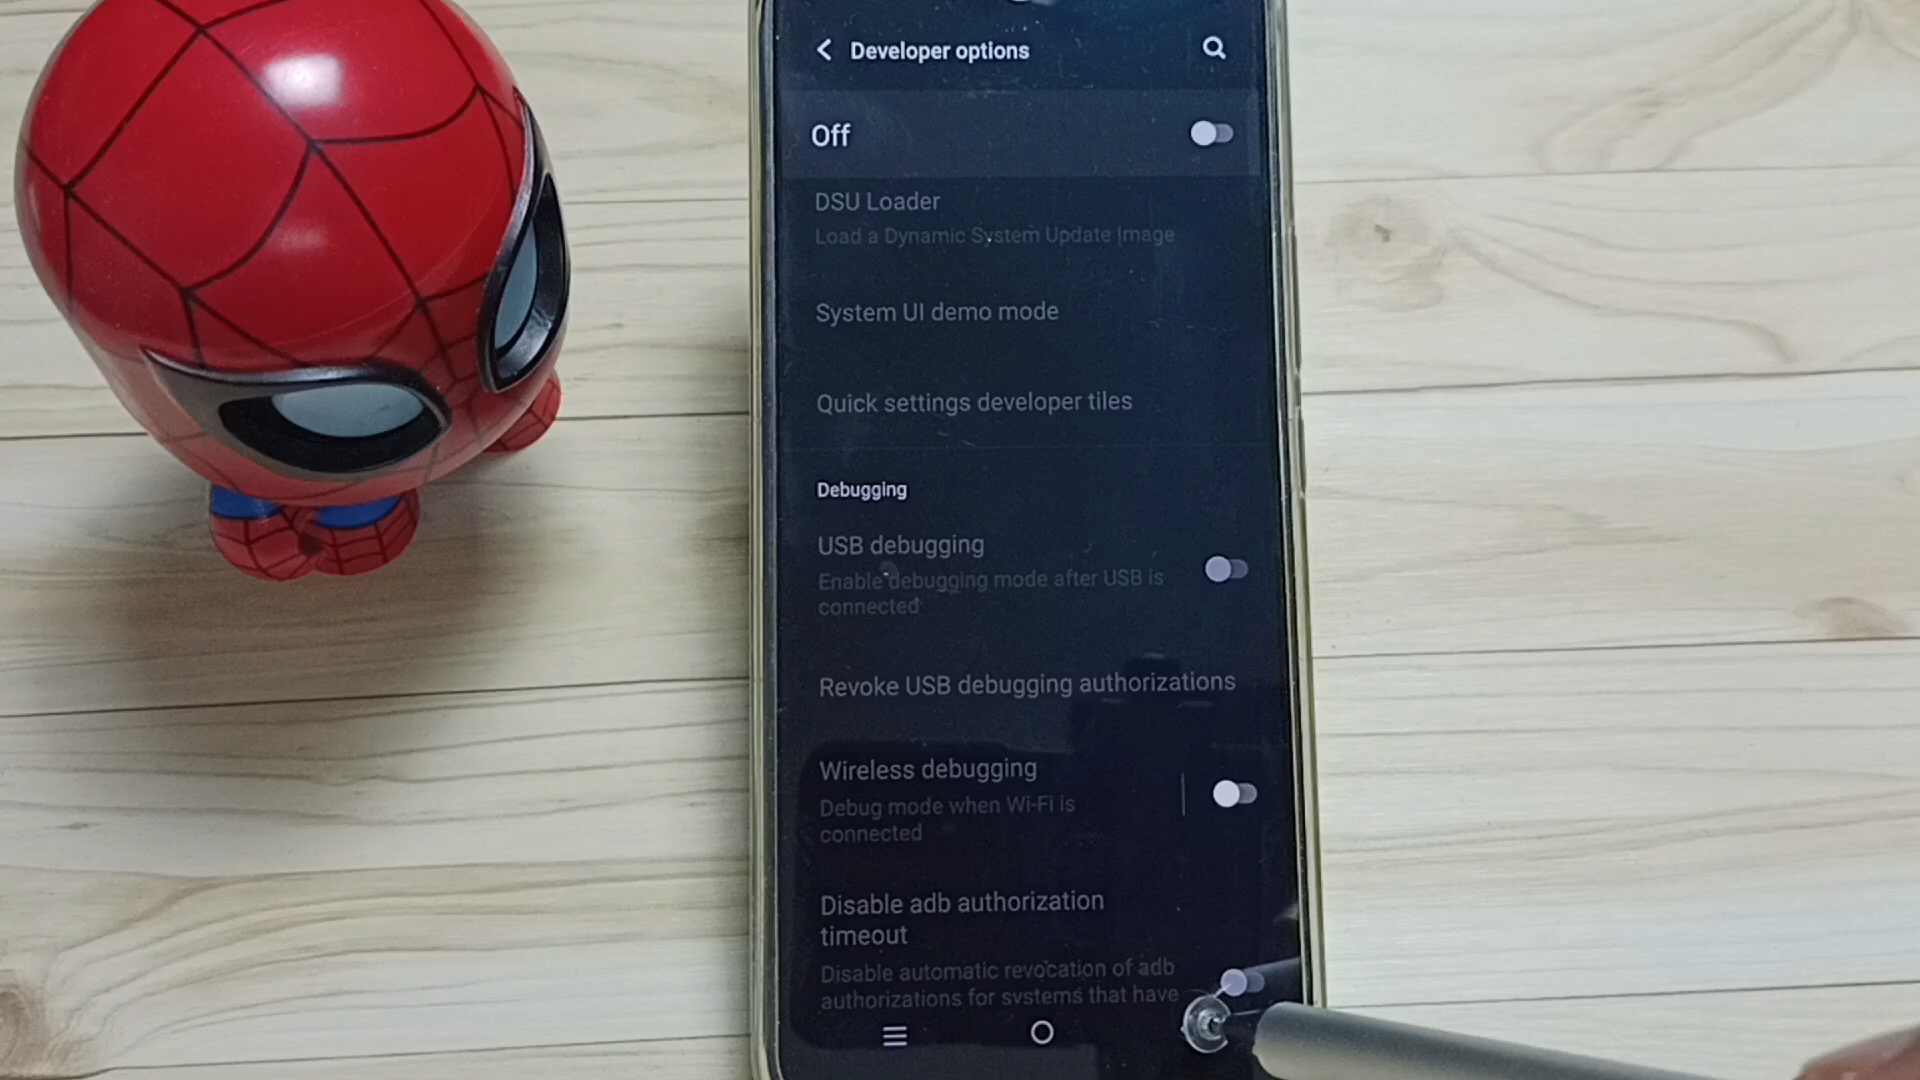 Developer options
Off
DSU Loader
Load a Dynamic System Update Image
System UI demo mode
Quick settings developer tiles
Debugging
USB debugging
Enable debugging mode after USB is
connected
Revoke USB debugging authorizations
Wireless debugging
Debug mode when Wi-Fi is
connected
Disable adb authorization
timeout
Disable automatic revocation of adb
authorizations for systems that have